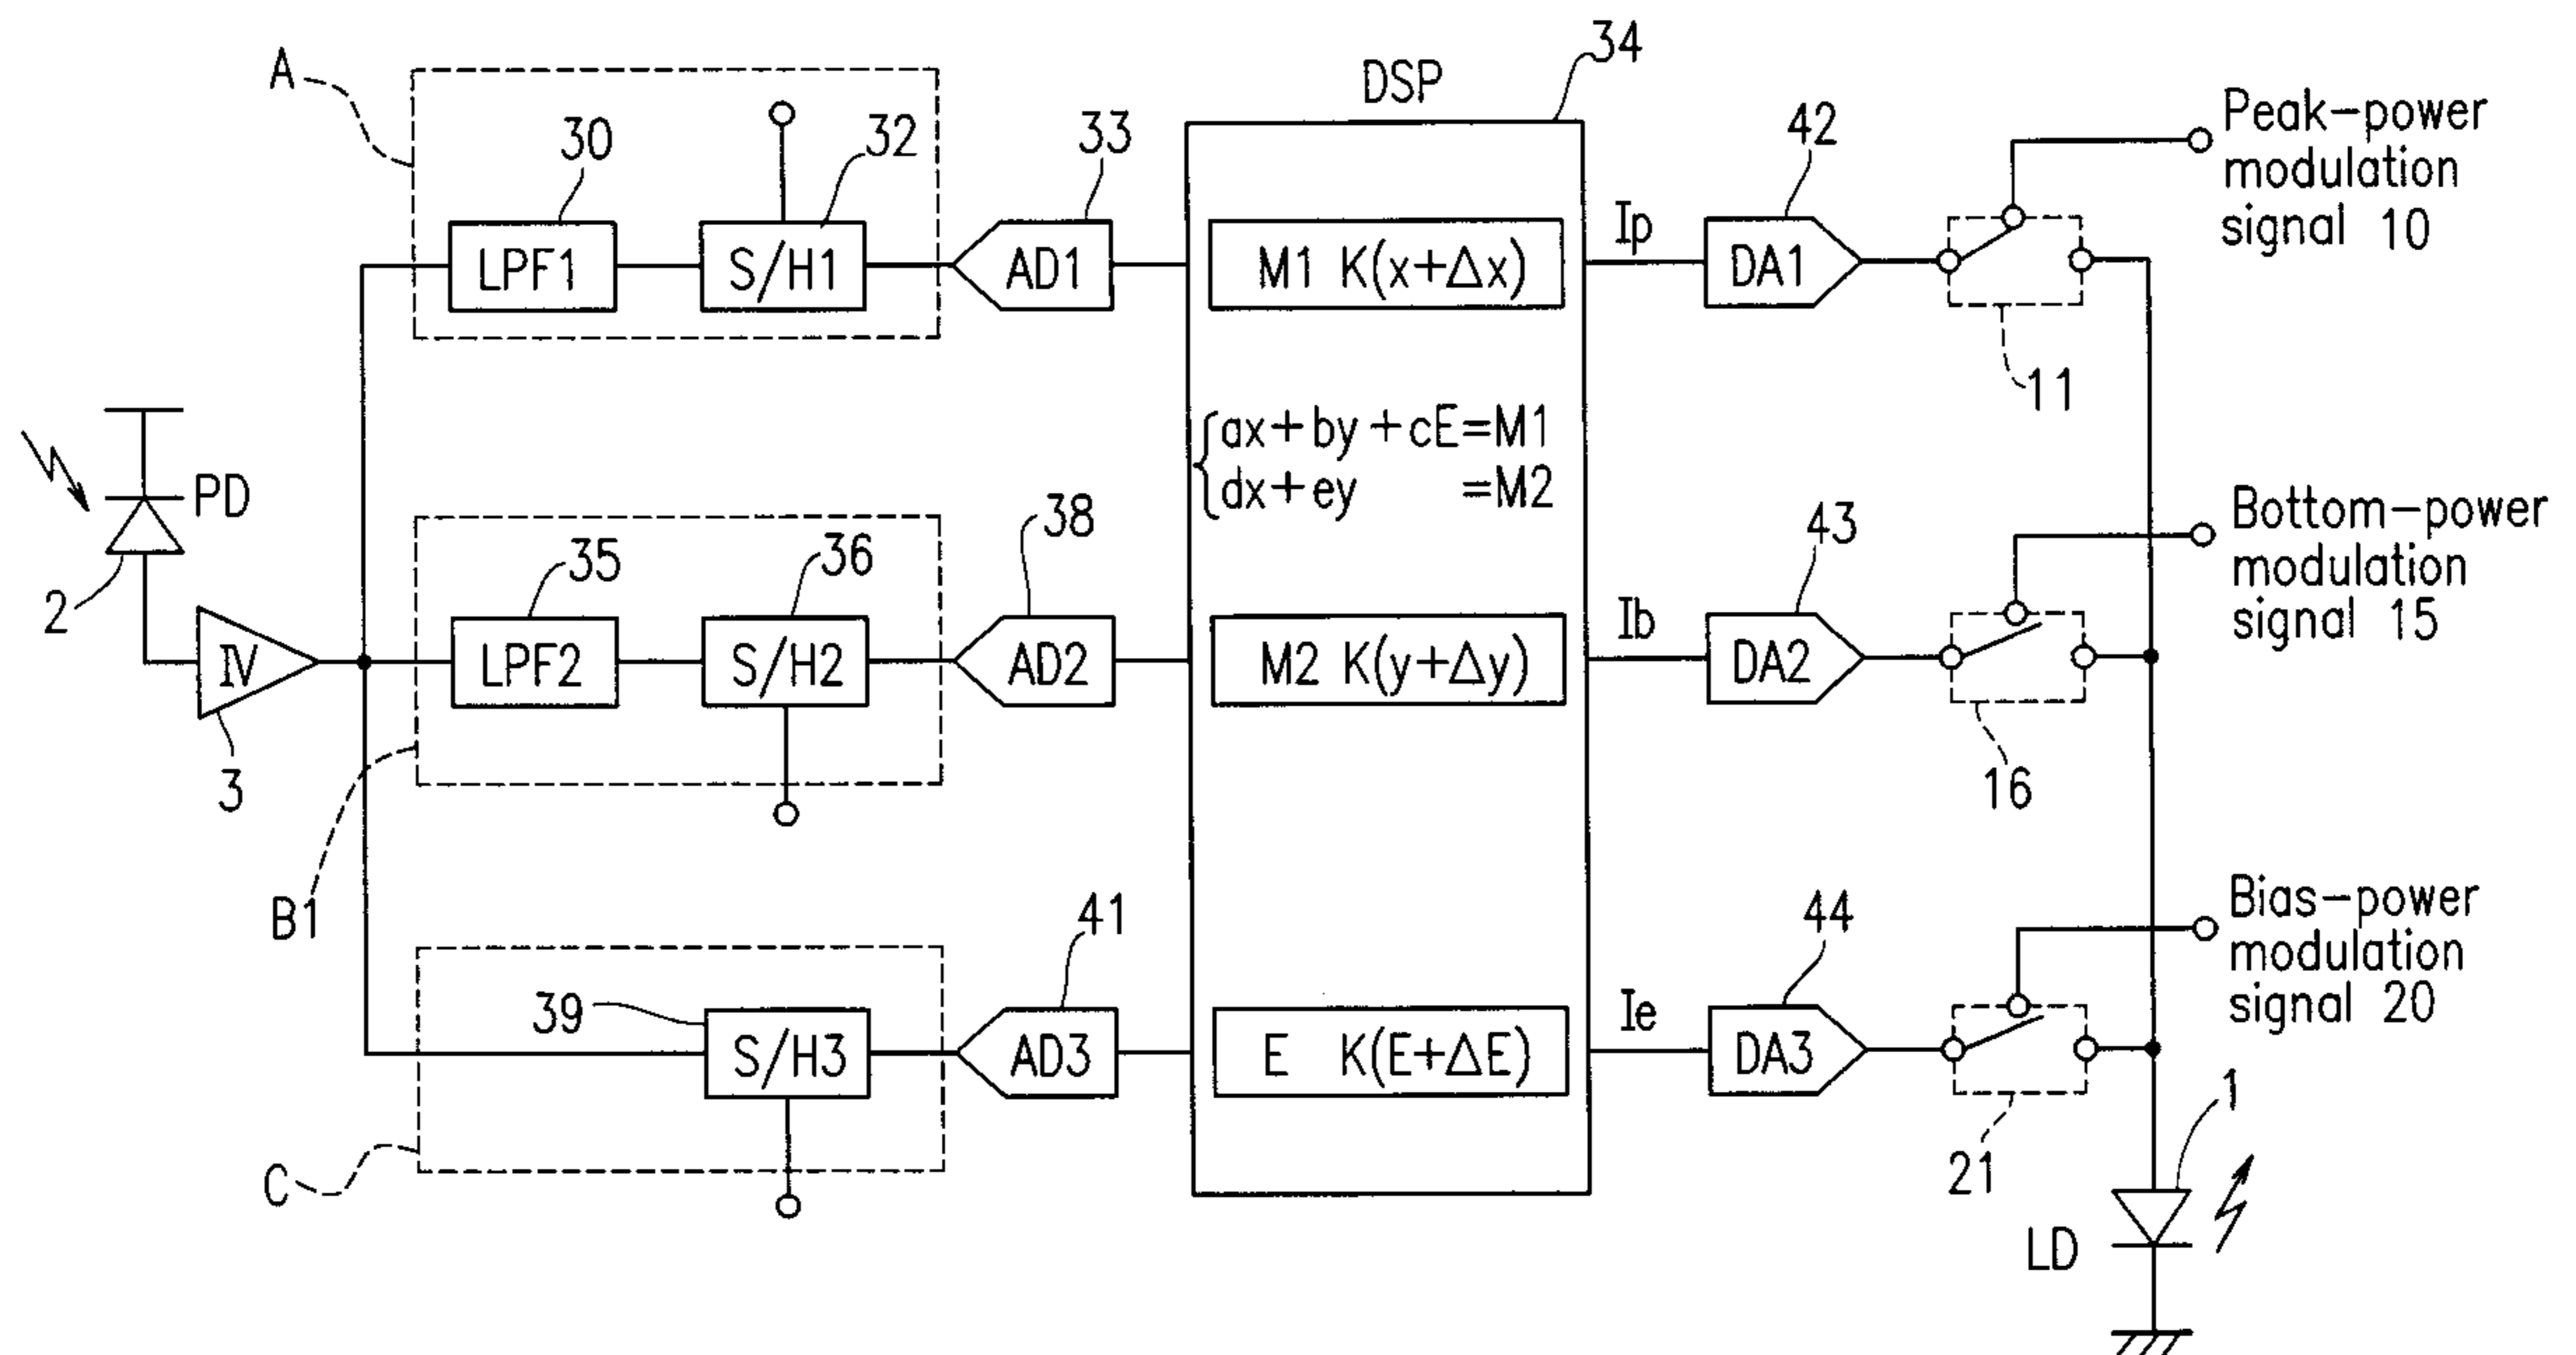 A
30
LPF1
32
S/H1
33
AD1
DSP
34
M1 K(x+Δx)
Ip
42
DA1
11
Peak-power
modulation
signal 10
ax+by+cE=M1
dx+ey =M2
PD
2
IV
3
B1
35
LPF2
36
S/H2
38
AD2
M2 K(y+Δy)
Ib
43
DA2
16
Bottom-power
modulation
signal 15
C
39
S/H3
41
AD3
E K(E+ΔE)
Ie
44
DA3
21
Bias-power
modulation
signal 20
1
LD